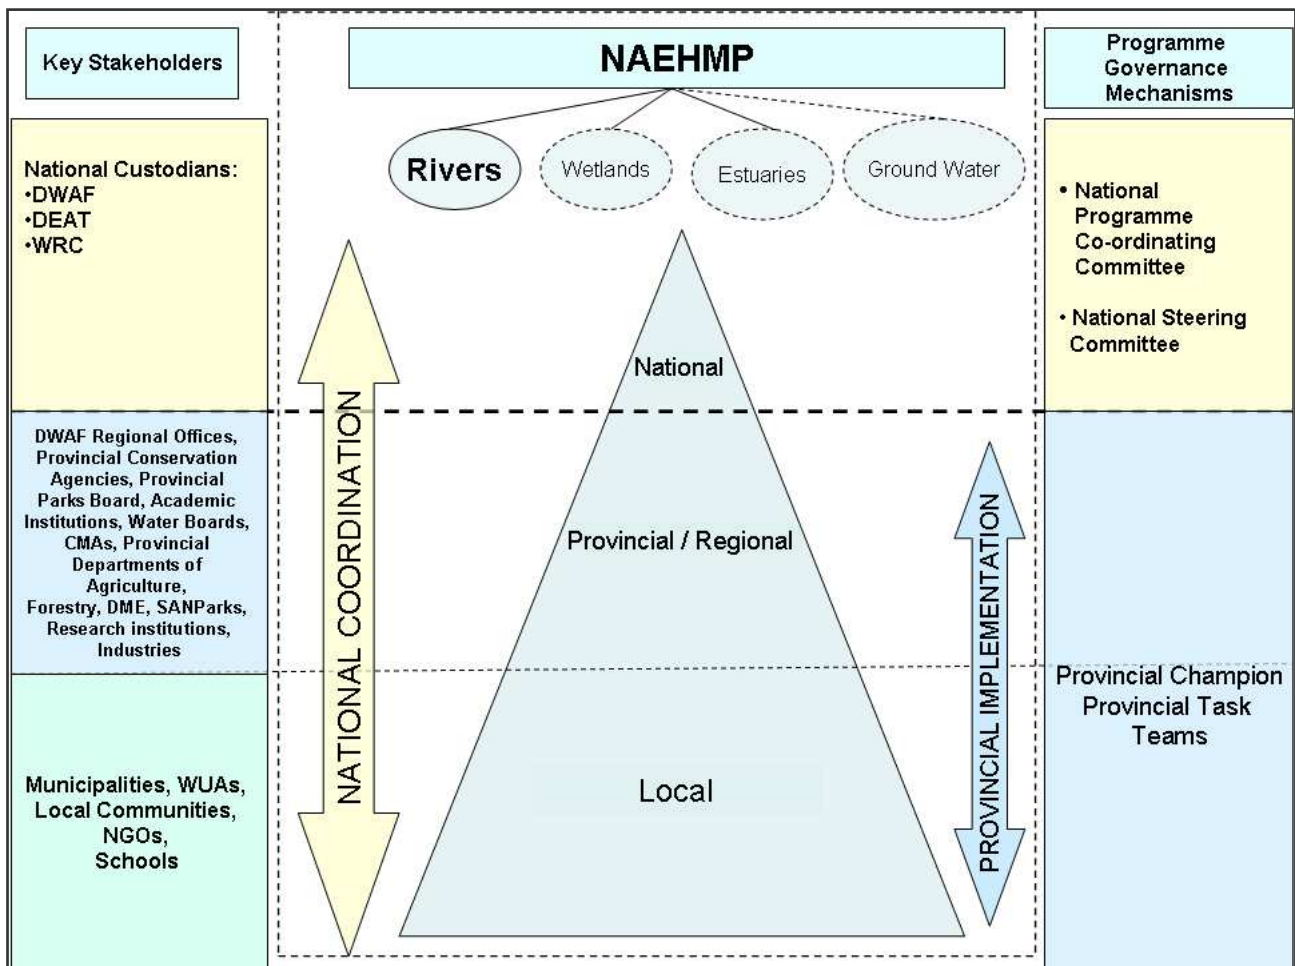 Key Stakeholders
NAEHMP
Programme
Governance
Mechanisms
Rivers
Wetlands
Estuaries
Ground Water
National Custodians:
•DWAF
•DEAT
•WRC
• National
Programme
Co-ordinating
Committee
• National Steering
Committee
National
DWAF Regional Offices,
Provincial Conservation
Agencies, Provincial
Parks Board, Academic
Institutions, Water Boards,
CMAs, Provincial
Departments of
Agriculture,
Forestry, DME, SANParks,
Research institutions,
Industries
NATIONAL COORDINATION
Provincial / Regional
PROVINCIAL IMPLEMENTATION
Provincial Champion
Provincial Task
Teams
Municipalities, WUAs,
Local Communities,
NGOs,
Schools
Local